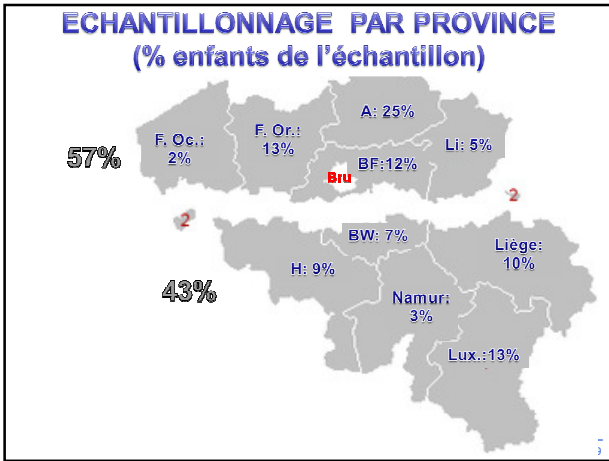 ECHANTILLONNAGE PAR PROVINCE
(% enfants de l'échantillon)
A: 25%
F. Or.:
13%
F. Oc.:
2%
57%
Li: 5%
BF:12%
Bru
2
2
BW: 7%
Liège:
10%
H: 9%
43%
Namur:
3%
Lux.:13%